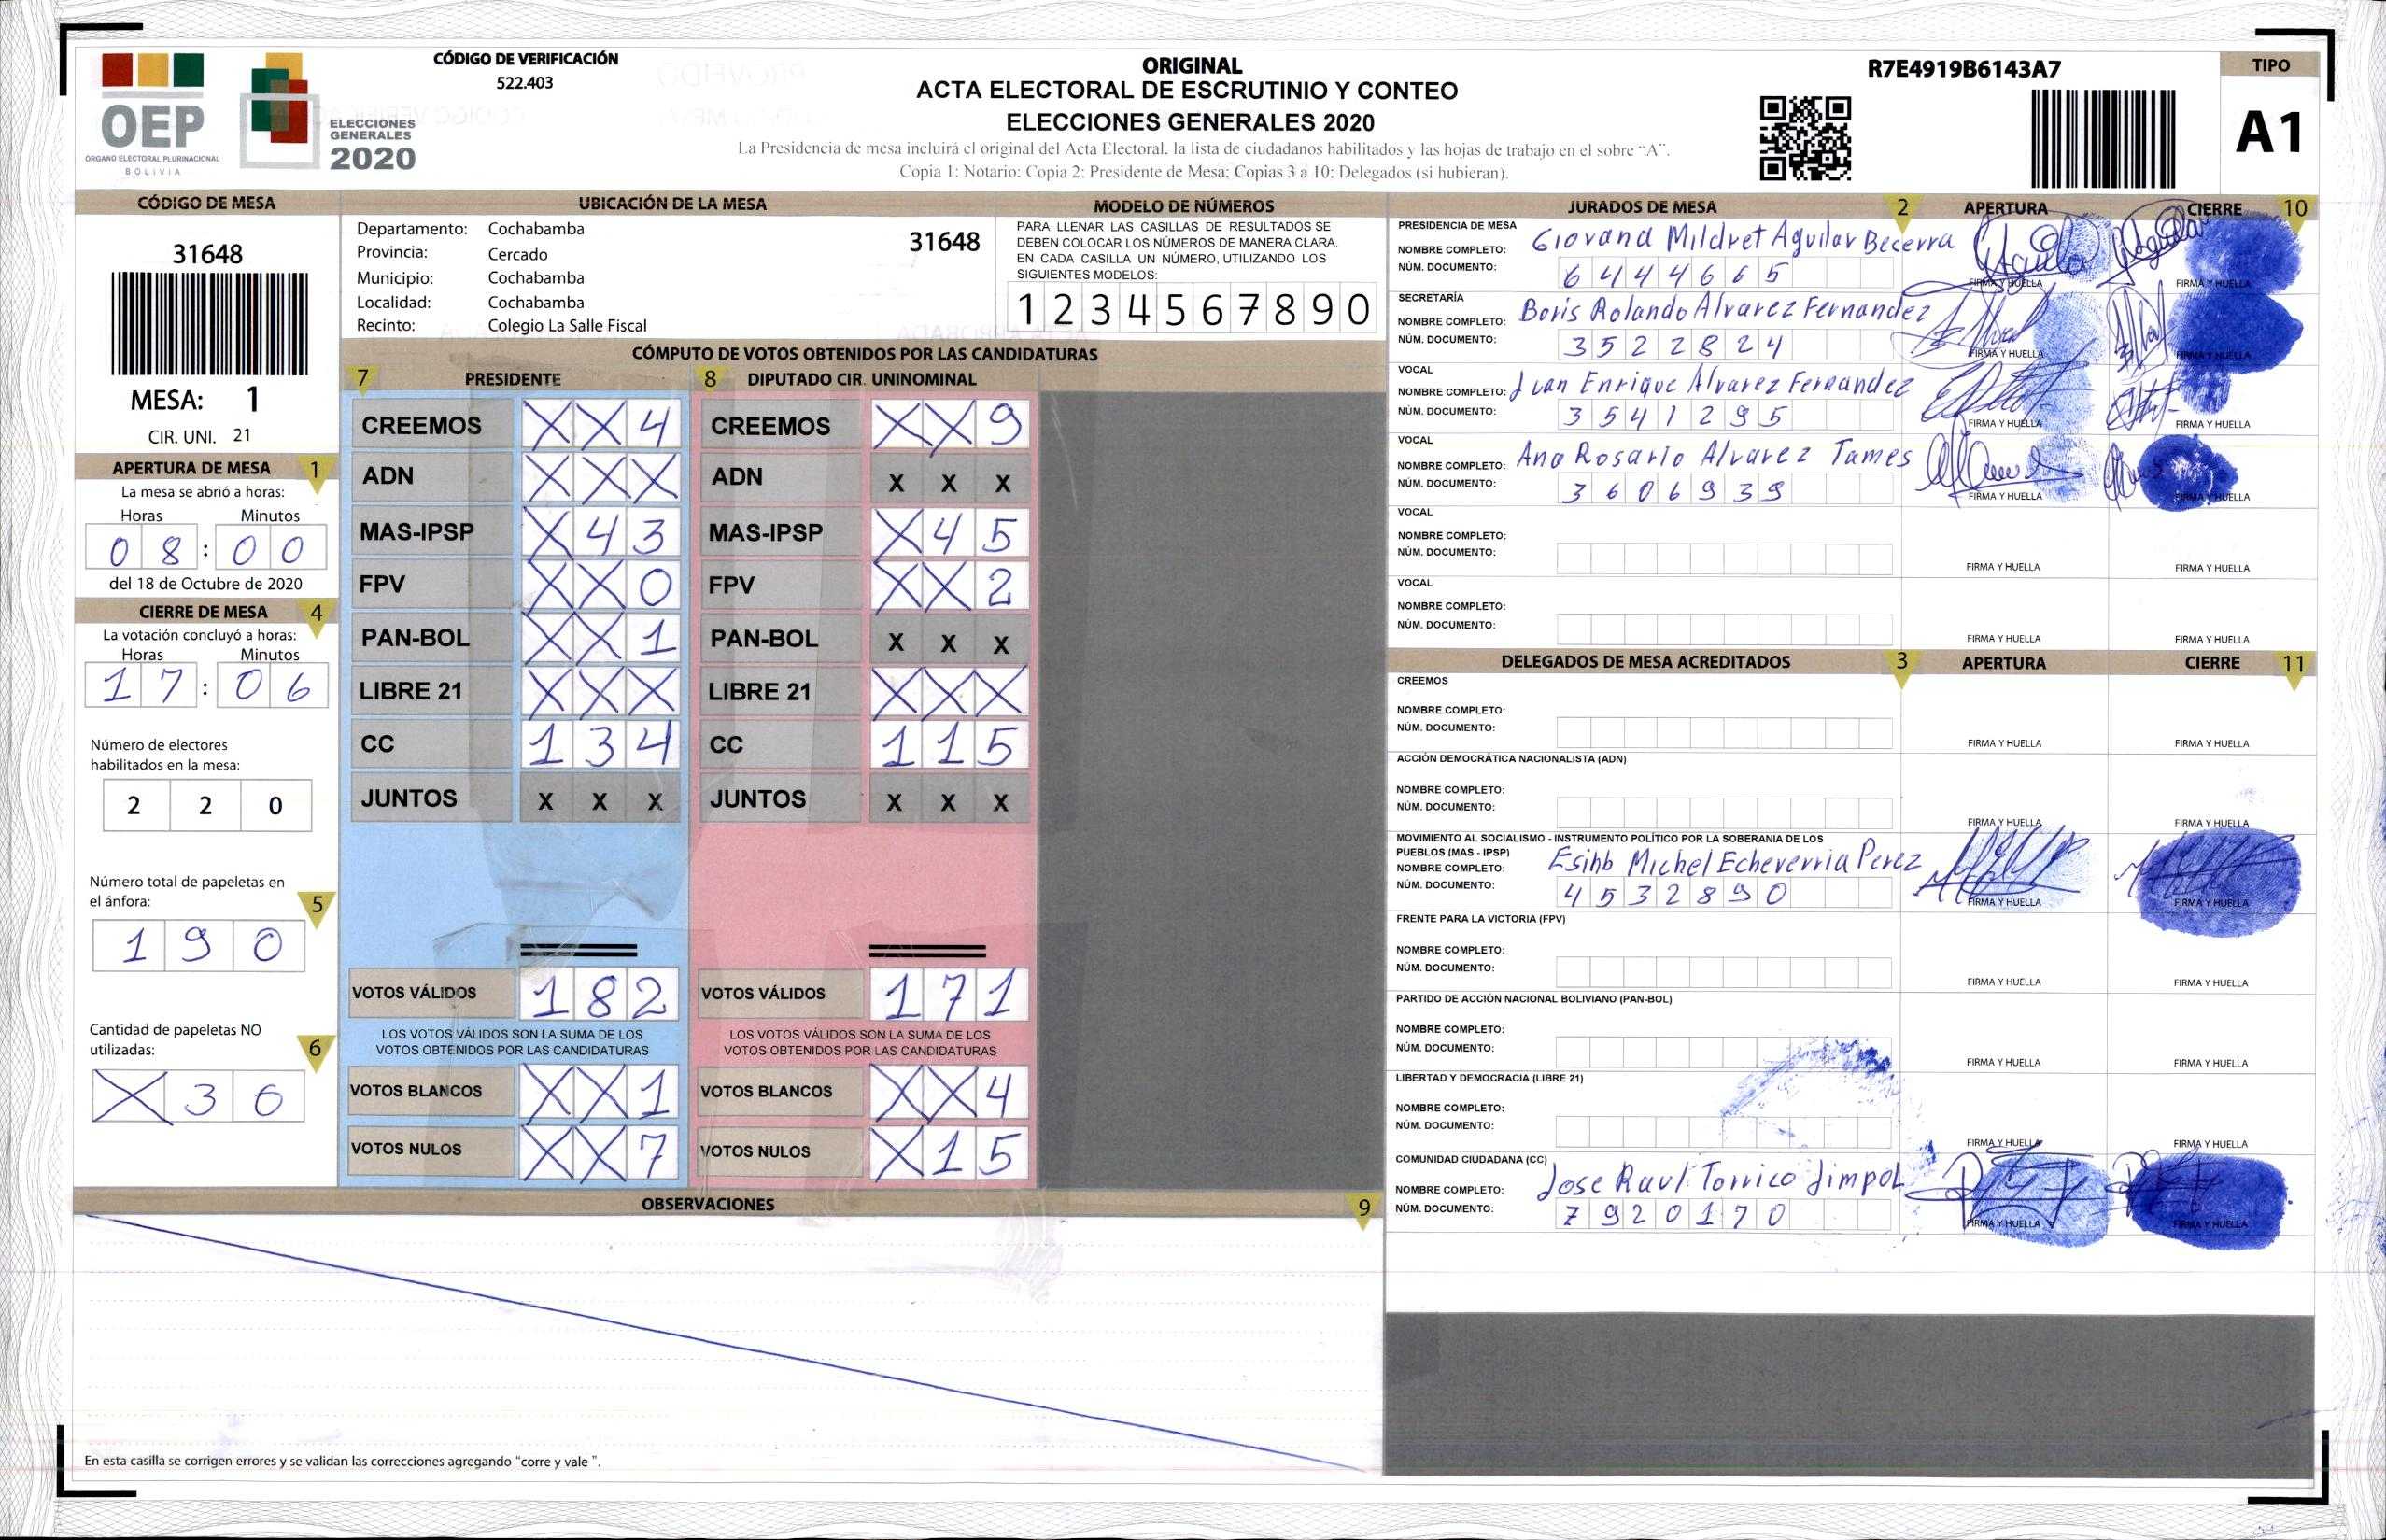 OEP
ÓRGANO ELECTORAL PLURINACIONAL
BOLIVIA
ELECCIONES
GENERALES
2020
CÓDIGO DE VERIFICACIÓN
522.403
ORIGINAL
ACTA ELECTORAL DE ESCRUTINIO Y CONTEO
ELECCIONES GENERALES 2020
La Presidencia de mesa incluirá el original del Acta Electoral, la lista de ciudadanos habilitados y las hojas de trabajo en el sobre “A”.
Copia 1: Notario; Copia 2: Presidente de Mesa; Copias 3 a 10: Delegados (si hubieran).
R7E4919B6143A7
TIPO
A1
CÓDIGO DE MESA
31648
MESA: 1
CIR. UNI. 21
APERTURA DE MESA 1
La mesa se abrió a horas:
Horas Minutos
08:00
del 18 de Octubre de 2020
CIERRE DE MESA 4
La votación concluyó a horas:
Horas Minutos
17:06
Número de electores
habilitados en la mesa:
2 2 0
Número total de papeletas en
el ánfora: 5
1 9 0
Cantidad de papeletas NO
utilizadas: 6
X 3 0
UBICACIÓN DE LA MESA
Departamento: Cochabamba 31648
Provincia: Cercado
Municipio: Cochabamba
Localidad: Cochabamba
Recinto: Colegio La Salle Fiscal
MODELO DE NÚMEROS
PARA LLENAR LAS CASILLAS DE RESULTADOS SE
DEBEN COLOCAR LOS NÚMEROS DE MANERA CLARA.
EN CADA CASILLA UN NÚMERO, UTILIZANDO LOS
SIGUIENTES MODELOS:
1 2 3 4 5 6 7 8 9 0
CÓMPUTO DE VOTOS OBTENIDOS POR LAS CANDIDATURAS
7 PRESIDENTE
CREEMOS X X 4
ADN X X X
MAS-IPSP X 4 3
FPV X X 0
PAN-BOL X X 1
LIBRE 21 X X X
CC 1 3 4
JUNTOS X X X
VOTOS VÁLIDOS 1 8 2
LOS VOTOS VÁLIDOS SON LA SUMA DE LOS
VOTOS OBTENIDOS POR LAS CANDIDATURAS
VOTOS BLANCOS X X 1
VOTOS NULOS X X 7
8 DIPUTADO CIR. UNINOMINAL
CREEMOS X X 9
ADN X X X
MAS-IPSP X 4 5
FPV X X 2
PAN-BOL X X X
LIBRE 21 X X X
CC 1 1 5
JUNTOS X X X
VOTOS VÁLIDOS 1 7 1
LOS VOTOS VÁLIDOS SON LA SUMA DE LOS
VOTOS OBTENIDOS POR LAS CANDIDATURAS
VOTOS BLANCOS X X 4
VOTOS NULOS X 1 5
OBSERVACIONES 9
En esta casilla se corrigen errores y se validan las correcciones agregando “corre y vale ”.
JURADOS DE MESA 2 APERTURA CIERRE 10
PRESIDENCIA DE MESA
NOMBRE COMPLETO: Giovana Mildret Aguilar Becerra
NÚM. DOCUMENTO: 6444665
FIRMA Y HUELLA FIRMA Y HUELLA
SECRETARÍA
NOMBRE COMPLETO: Boris Rolando Alvarez Fernandez
NÚM. DOCUMENTO: 3522824
FIRMA Y HUELLA FIRMA Y HUELLA
VOCAL
NOMBRE COMPLETO: Juan Enrique Alvarez Fernandez
NÚM. DOCUMENTO: 3541295
FIRMA Y HUELLA FIRMA Y HUELLA
VOCAL
NOMBRE COMPLETO: Ana Rosario Alvarez Tames
NÚM. DOCUMENTO: 3606939
FIRMA Y HUELLA FIRMA Y HUELLA
VOCAL
NOMBRE COMPLETO:
NÚM. DOCUMENTO:
FIRMA Y HUELLA FIRMA Y HUELLA
VOCAL
NOMBRE COMPLETO:
NÚM. DOCUMENTO:
FIRMA Y HUELLA FIRMA Y HUELLA
DELEGADOS DE MESA ACREDITADOS 3 APERTURA CIERRE 11
CREEMOS
NOMBRE COMPLETO:
NÚM. DOCUMENTO:
FIRMA Y HUELLA FIRMA Y HUELLA
ACCIÓN DEMOCRÁTICA NACIONALISTA (ADN)
NOMBRE COMPLETO:
NÚM. DOCUMENTO:
FIRMA Y HUELLA FIRMA Y HUELLA
MOVIMIENTO AL SOCIALISMO - INSTRUMENTO POLÍTICO POR LA SOBERANIA DE LOS
PUEBLOS (MAS - IPSP)
NOMBRE COMPLETO: Michel Echeverria Perez
NÚM. DOCUMENTO: 4532890
FIRMA Y HUELLA FIRMA Y HUELLA
FRENTE PARA LA VICTORIA (FPV)
NOMBRE COMPLETO:
NÚM. DOCUMENTO:
FIRMA Y HUELLA FIRMA Y HUELLA
PARTIDO DE ACCIÓN NACIONAL BOLIVIANO (PAN-BOL)
NOMBRE COMPLETO:
NÚM. DOCUMENTO:
FIRMA Y HUELLA FIRMA Y HUELLA
LIBERTAD Y DEMOCRACIA (LIBRE 21)
NOMBRE COMPLETO:
NÚM. DOCUMENTO:
FIRMA Y HUELLA FIRMA Y HUELLA
COMUNIDAD CIUDADANA (CC)
NOMBRE COMPLETO: Jose Raul Torrico
NÚM. DOCUMENTO: 7920170
FIRMA Y HUELLA FIRMA Y HUELLA